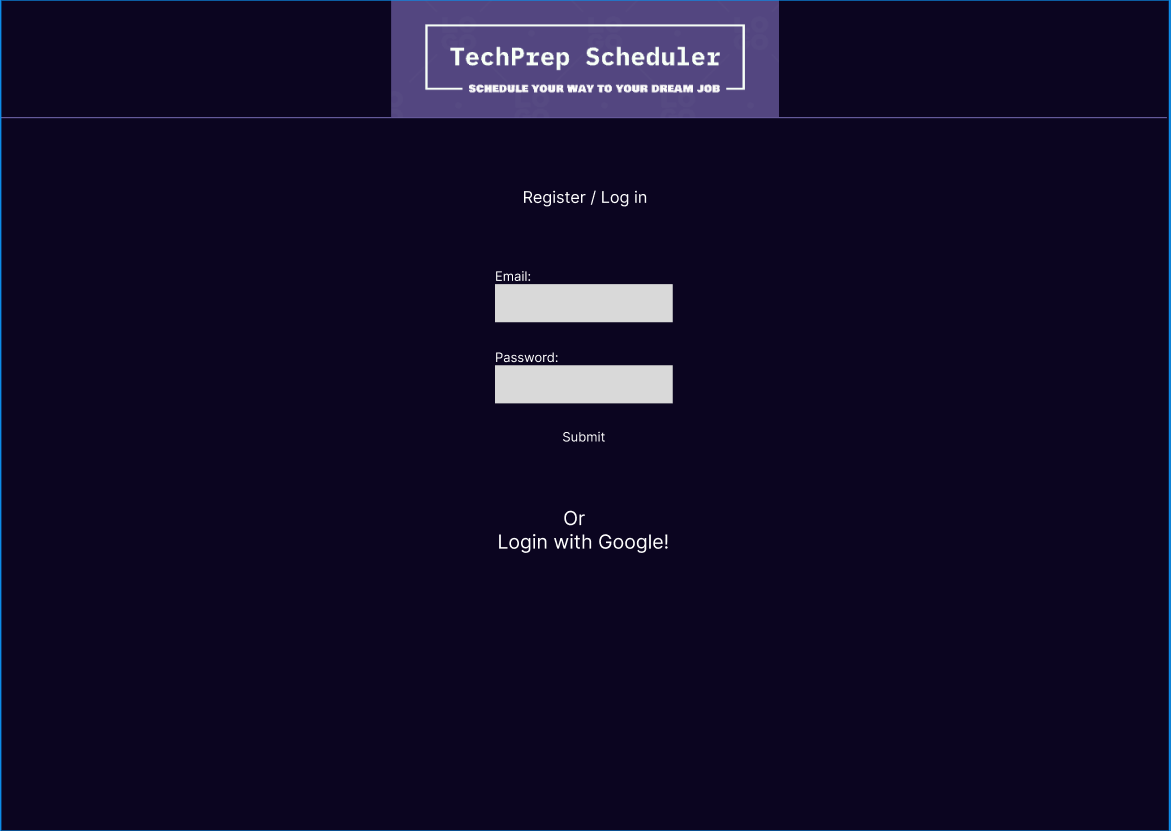 TechPrep Scheduler
SCHEDULE YOUR WAY TO YOUR DREAM JOB
Register / Log in
Email:
Password:
Submit
Or
Login with Google!